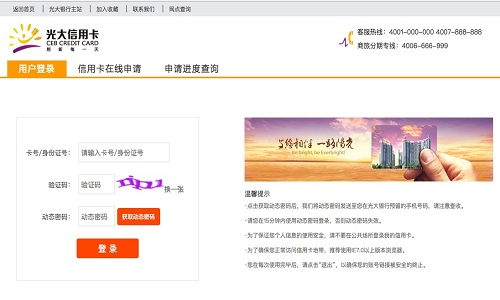 返回首页 | 光大银行主站 | 加入收藏 | 联系我们 | 网点查询
光大信用卡
CEB CREDIT CARD
刷新每一天
客服热线：4001-000-000 4007-888-888
商旅分期专线：4006-666-999
用户登录 信用卡在线申请 申请进度查询
卡号/身份证号： 请输入卡号/身份证号
验证码： 验证码 换一张
动态密码： 动态密码 获取动态密码
登 录
Be bright, be Everbright!
温馨提示
·点击获取动态密码后，我们将动态密码发送至您在光大银行预留的手机号码，请注意查收。
·请您在15分钟内使用动态密码登录，否则动态密码失效。
·为了保证您个人信息的使用安全，请不要在公共场所登录我的信用卡。
·为了确保您正常访问信用卡地带，推荐使用IE7.0以上版本浏览器。
·您在每次使用完毕后，请点击“退出”，以确保您的账号链接被安全的终止。